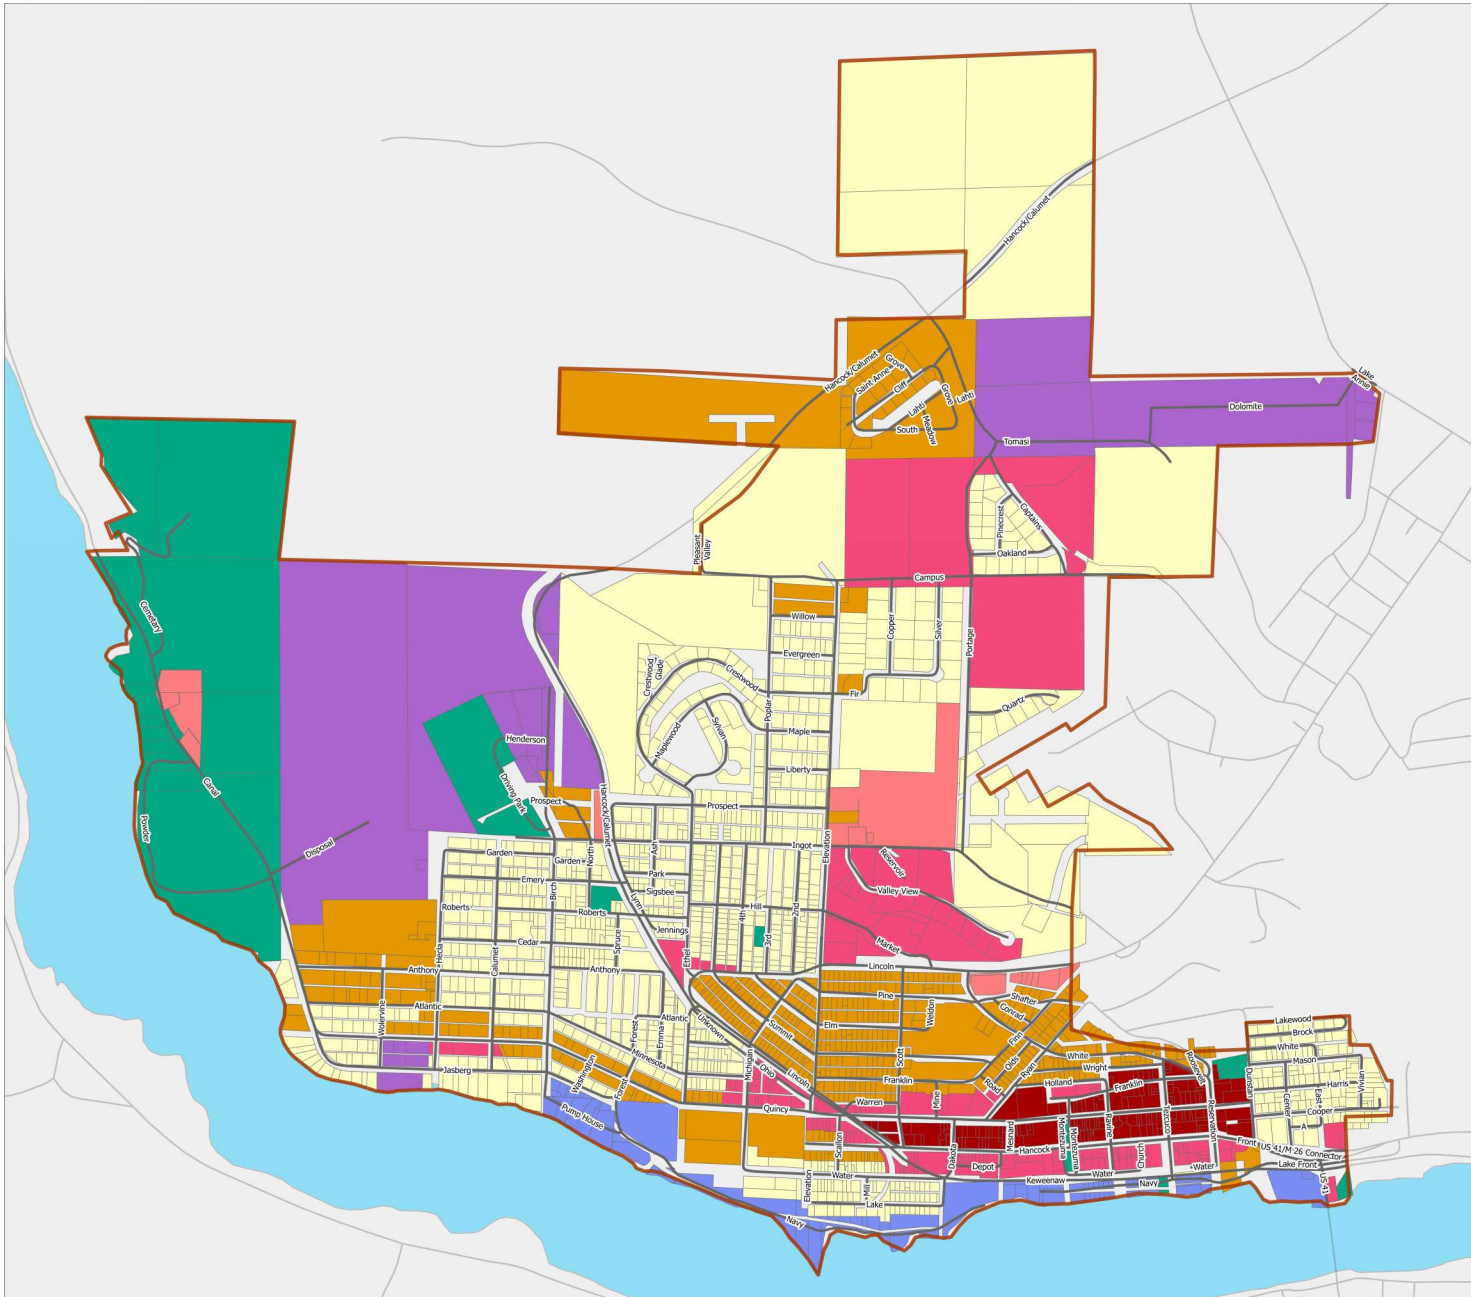 Hancock/Calumet
Lake
Annie
Hancock/Calumet
Grove
Saint Anne
Cliff
Grove
Lahti
Lahti
Meadow
South
Dolomite
Tomasi
Captains
Pinecrest
Oakland
Pleasant
Valley
Campus
Cemetary
Willow
Copper
Silver
Portage
Evergreen
Crestwood
Glade
Crestwood
Fir
Poplar
Quartz
Sylvan
Maplewood
Maple
Henderson
Liberty
Canal
Driving Park
Prospect
Hancock/Calumet
Prospect
Powder
Disposal
Garden
Garden
North
Ash
Ingot
Elevation
Reservoir
Park
Emery
Birch
Sigsbee
Valley View
Lynn
Roberts
Roberts
Hill
4th
3rd
2nd
Jennings
Spruce
Cedar
Market
Hecla
Calumet
Ethel
Anthony
Anthony
Lincoln
Pine
Shafter
Wolervine
Atlantic
Atlantic
Forest
Emma
Unknown
Summit
Elm
Weldon
Conrad
Finn
Lakewood
Brock
White
Mason
Minnesota
Michigan
Ohio
Lincoln
Scott
Olds
Ryan
White
Wright
Roosevelt
Dunstan
Jasberg
Washington
Forest
Franklin
Road
Holland
Franklin
Harris
Vivian
Center
East
Cooper
A
Pump House
Quincy
Warren
Mine
Mesnard
Montezuma
Montezuma
Ravine
Tezcuco
Reservation
Scallon
Dakota
Hancock
Church
Front
US 41/M-26 Connector
Depot
Water
Water
Water
Lake Front
Elevation
Mill
Keweenaw
Navy
US 41
Lake
Navy